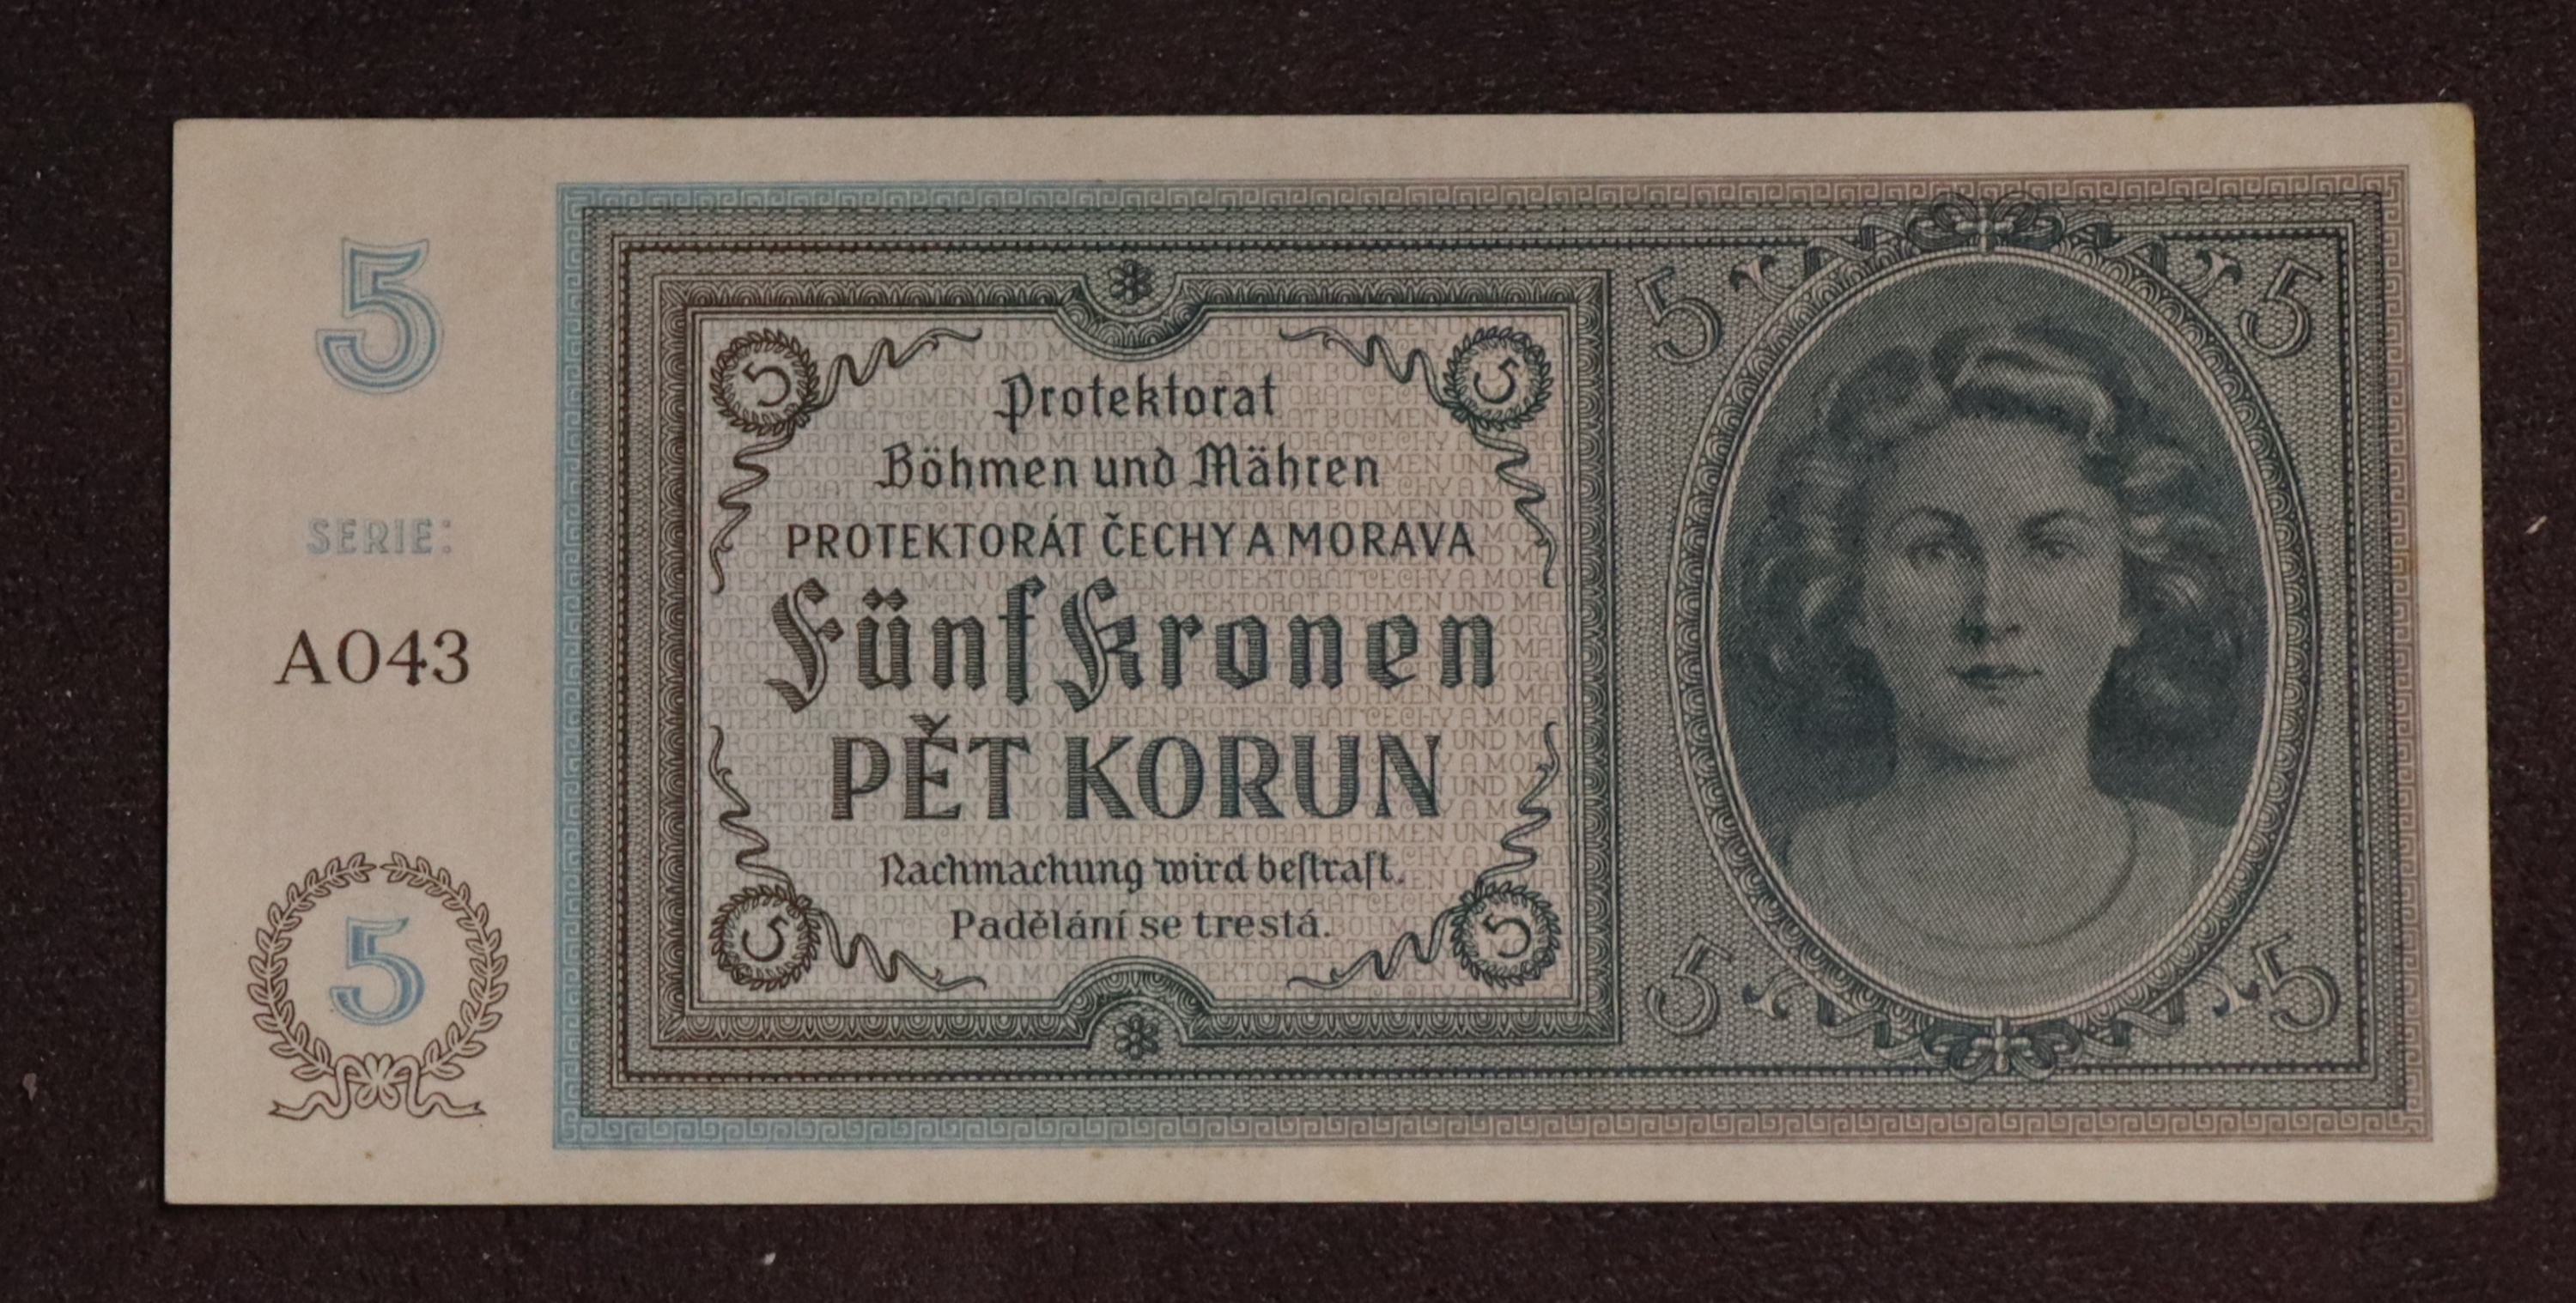 5
SERIE:
A043
5
5 5
Protektorat
Böhmen und Mähren
PROTEKTORÁT ČECHY A MORAVA
Fünf Kronen
PĚT KORUN
Nachmachung wird beſtraft.
Padělání se trestá.
5 5
5 5
5 5